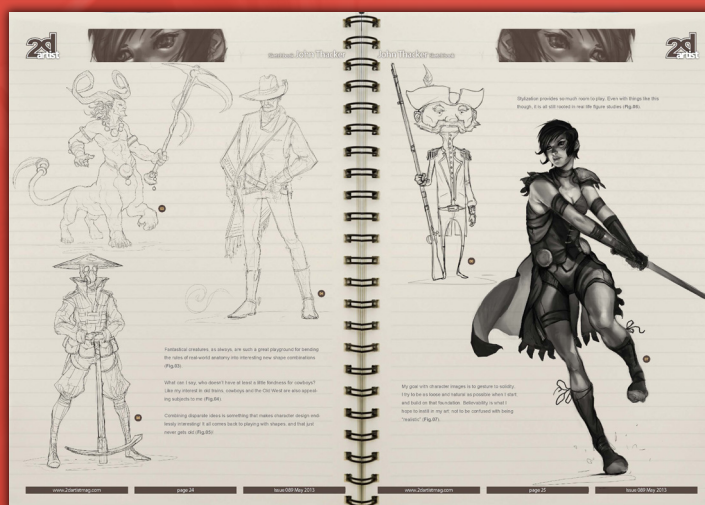 2d artist
Sketchbook John Thacker
Fantastical creatures, as always, are such a great playground for bending
the rules of real-world anatomy into interesting new shape combinations
(Fig.03).
What can I say; who doesn't have at least a little fondness for cowboys?
Like my interest in old trains, cowboys and the Old West are also appeal-
ing subjects to me (Fig.04).
Combining disparate ideas is something that makes character design end-
lessly interesting! It all comes back to playing with shapes, and that just
never gets old (Fig.05).
www.2dartistmag.com
page 24
Issue 089 May 2013
John Thacker Sketchbook
2d artist
Stylization provides so much room to play. Even with things like this
though, it is all still rooted in real life figure studies (Fig.06).
My goal with character images is to gesture to solidity.
I try to be as loose and natural as possible when I start
and build on that foundation. Believability is what I
hope to instill in my art, not to be confused with being
"realistic" (Fig.07).
www.2dartistmag.com
page 25
Issue 089 May 2013